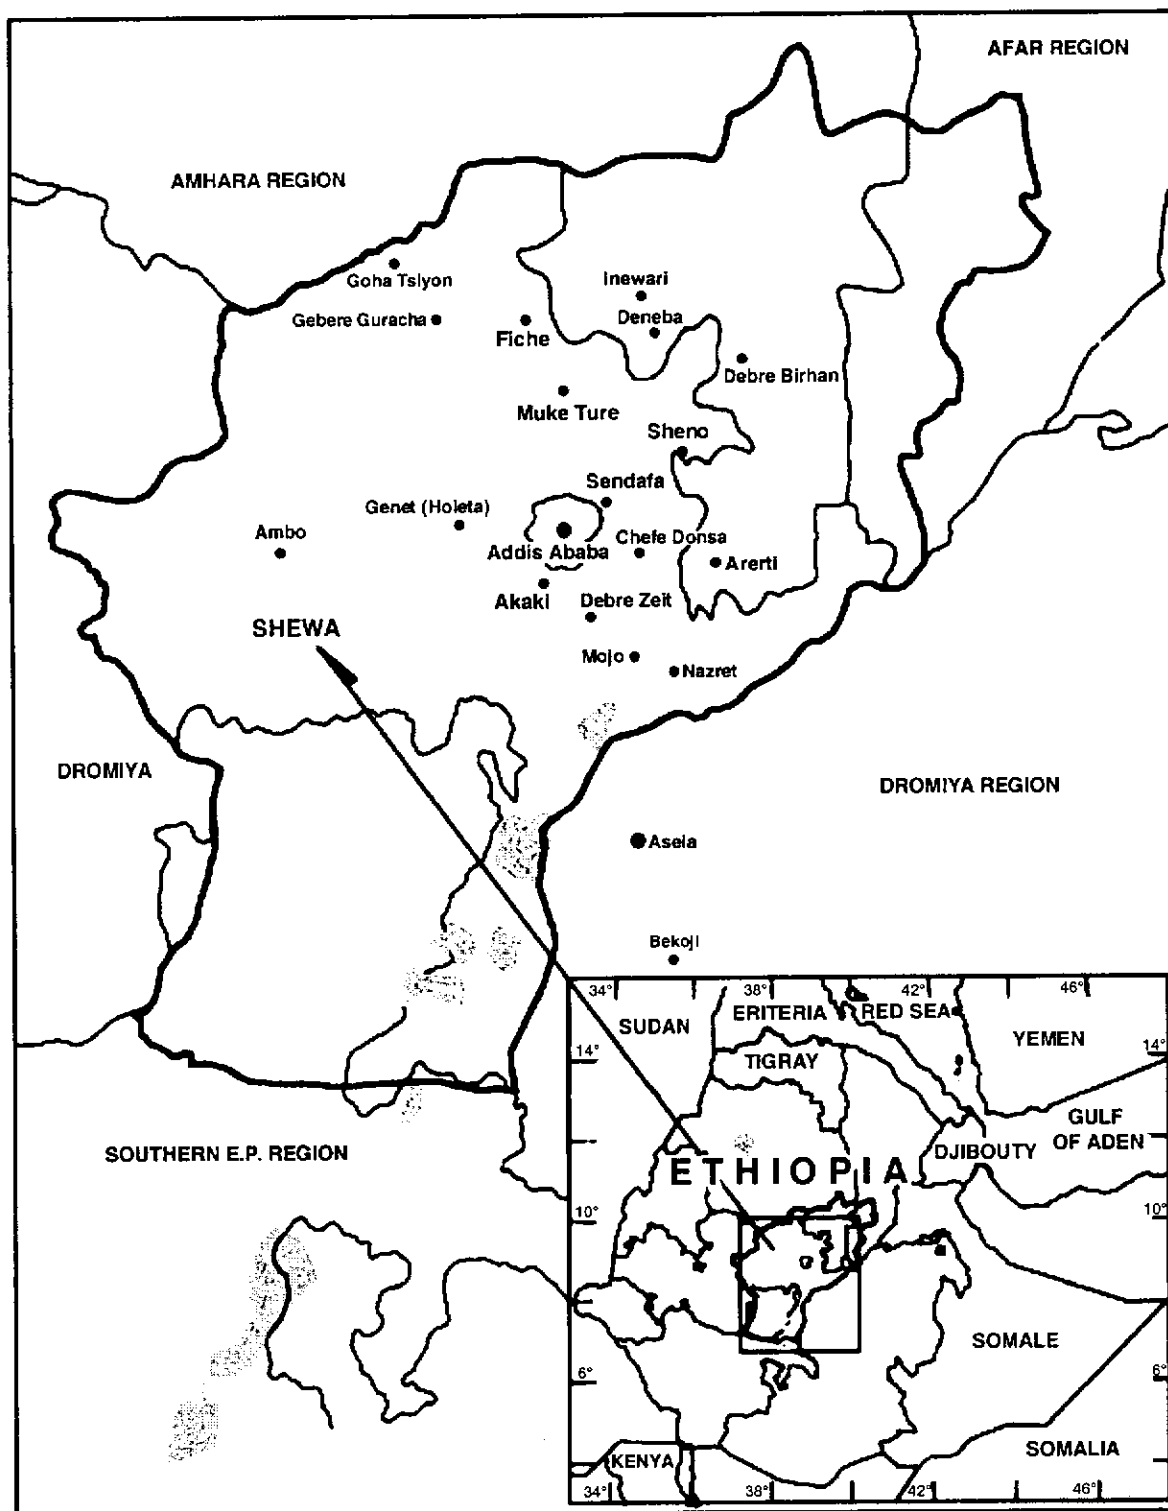 AFAR REGION
AMHARA REGION
Goha Tsiyon
Inewari
Gebere Guracha
Fiche
Deneba
Debre Birhan
Muke Ture
Sheno
Sendafa
Genet (Holeta)
Ambo
Chefe Donsa
Addis Ababa
Arerti
Akaki
Debre Zeit
SHEWA
Mojo
Nazret
DROMIYA
DROMIYA REGION
Asela
Bekoji
SOUTHERN E.P. REGION
34°
38°
42°
46°
SUDAN
ERITERIA
RED SEA
YEMEN
14°
TIGRAY
14°
GULF
OF ADEN
DJIBOUTY
ETHIOPIA
10°
10°
SOMALE
6°
6°
KENYA
SOMALIA
34°
38°
42°
46°